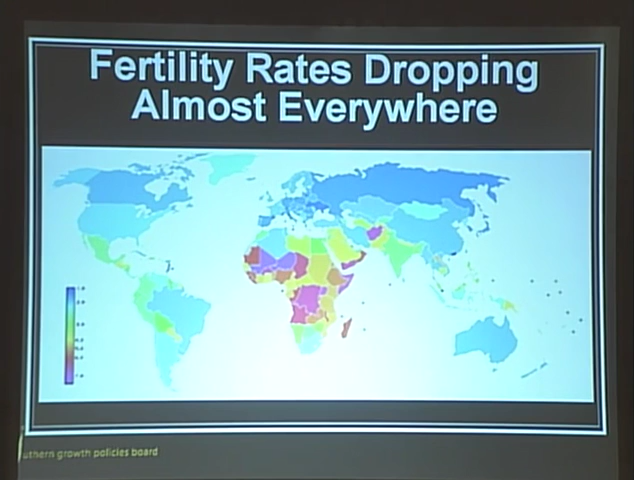 Fertility Rates Dropping
Almost Everywhere
uthern growth policies board